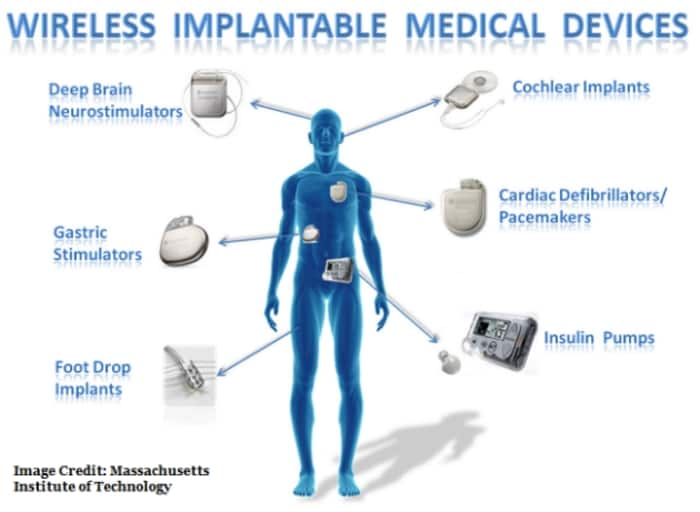 WIRELESS IMPLANTABLE MEDICAL DEVICES
Deep Brain
Neurostimulators
Cochlear Implants
Cardiac Defibrillators/
Pacemakers
Gastric
Stimulators
Insulin Pumps
Foot Drop
Implants
Image Credit: Massachusetts
Institute of Technology